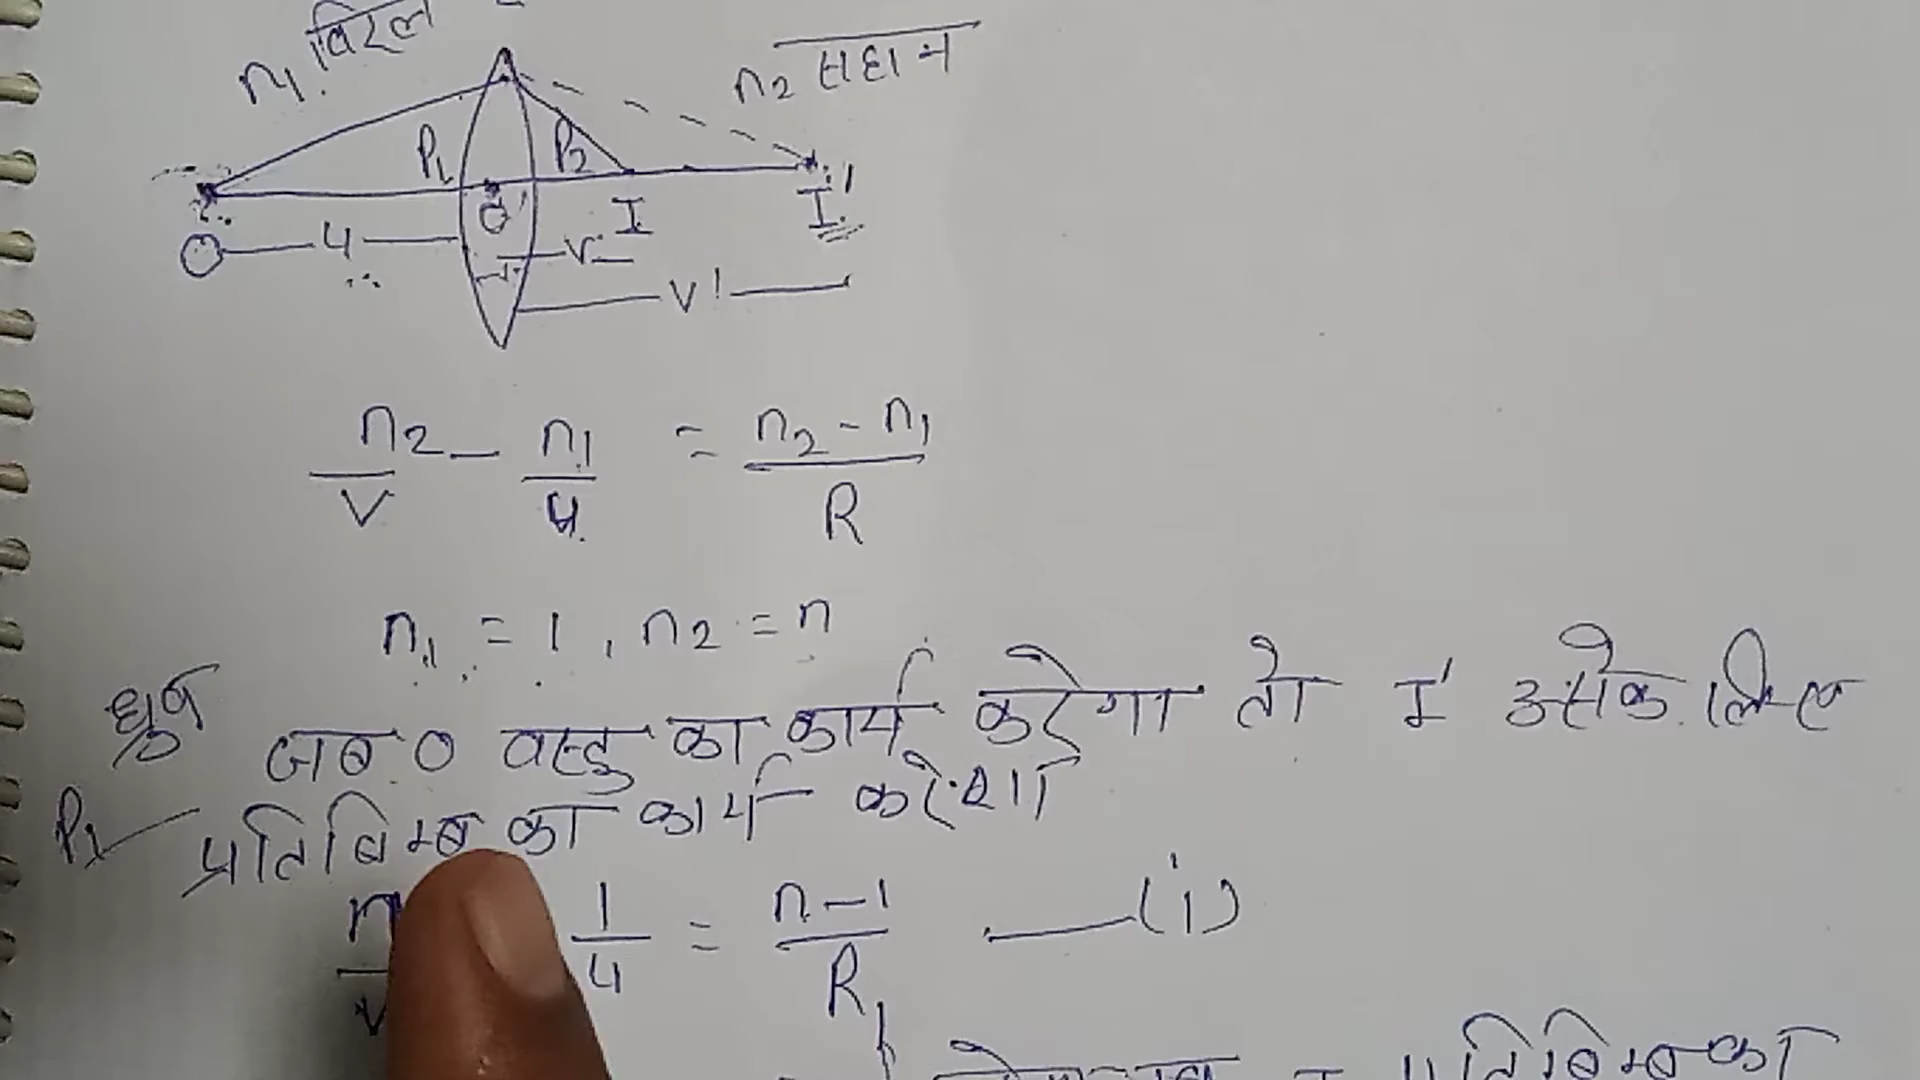 n1 विरल
n2 सघन
P1 P2
O' I I'
O u v
v'
n2/v - n1/u = n2 - n1/R
n1 = 1, n2 = n
ध्रुव जब O वस्तु का कार्य करेगा तो I' उसके लिए
P1 प्रतिबिम्ब का कार्य करेगा
n/v 1/u = n-1/R1 —(i)
प्रतिबिम्ब का